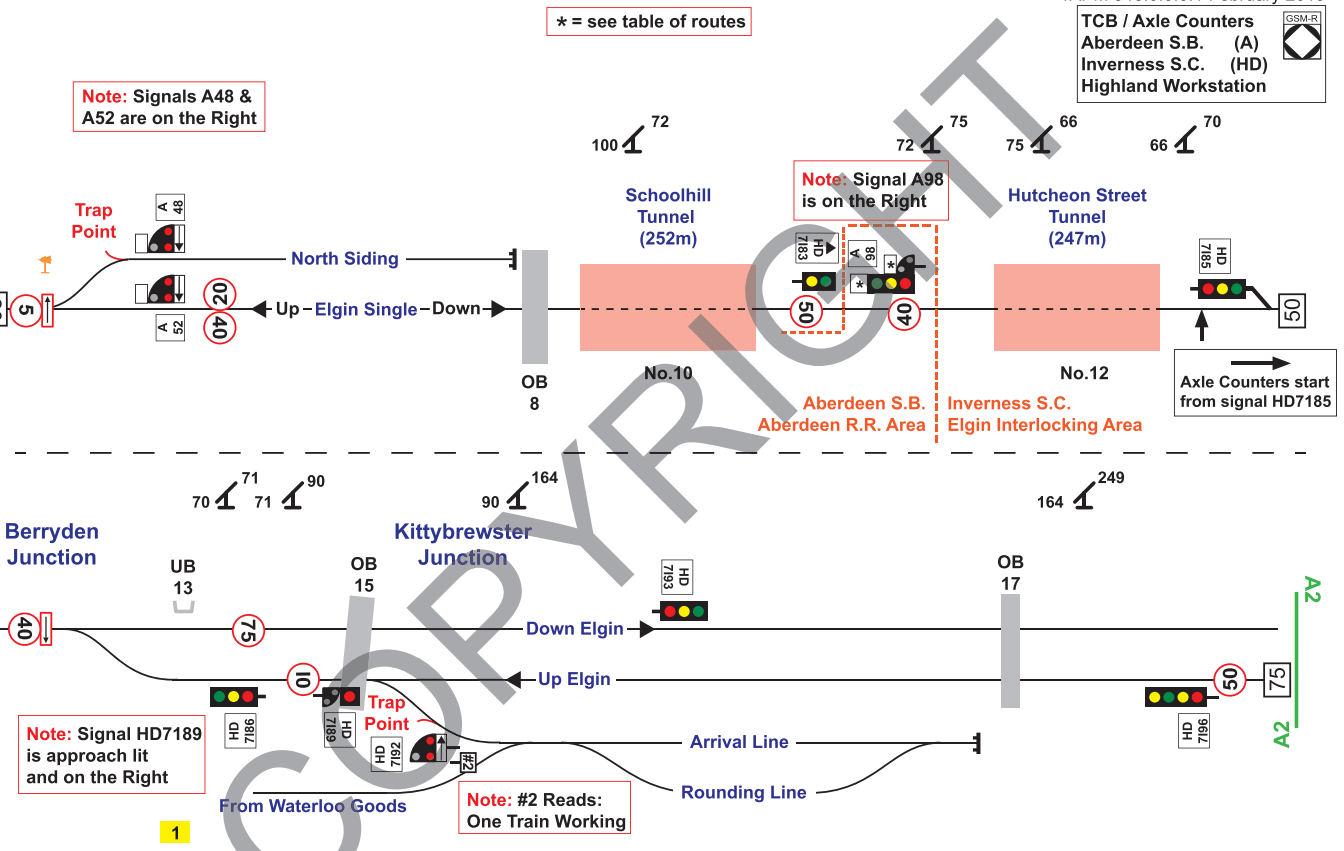 * = see table of routes
TCB / Axle Counters
Aberdeen S.B. (A)
Inverness S.C. (HD)
Highland Workstation
GSM-R
Note: Signals A48 &
A52 are on the Right
100 72
72 75
75 66
66 70
Note: Signal A98
is on the Right
Schoolhill
Tunnel
(252m)
Hutcheon Street
Tunnel
(247m)
Trap
Point
A
48
North Siding
HD
7183
A
98
*
*
HD
7185
5
20
40
A
52
Up
Elgin Single
Down
50
40
50
OB
8
No.10
No.12
Axle Counters start
from signal HD7185
Aberdeen S.B.
Aberdeen R.R. Area
Inverness S.C.
Elgin Interlocking Area
70 71
71 90
90 164
164 249
Berryden
Junction
Kittybrewster
Junction
UB
13
OB
15
OB
17
HD
7193
A2
40
75
Down Elgin
10
Up Elgin
50
75
A2
HD
7186
HD
7189
Trap
Point
HD
7192
#2
HD
7196
Note: Signal HD7189
is approach lit
and on the Right
Arrival Line
Rounding Line
From Waterloo Goods
Note: #2 Reads:
One Train Working
1
COPYRIGHT